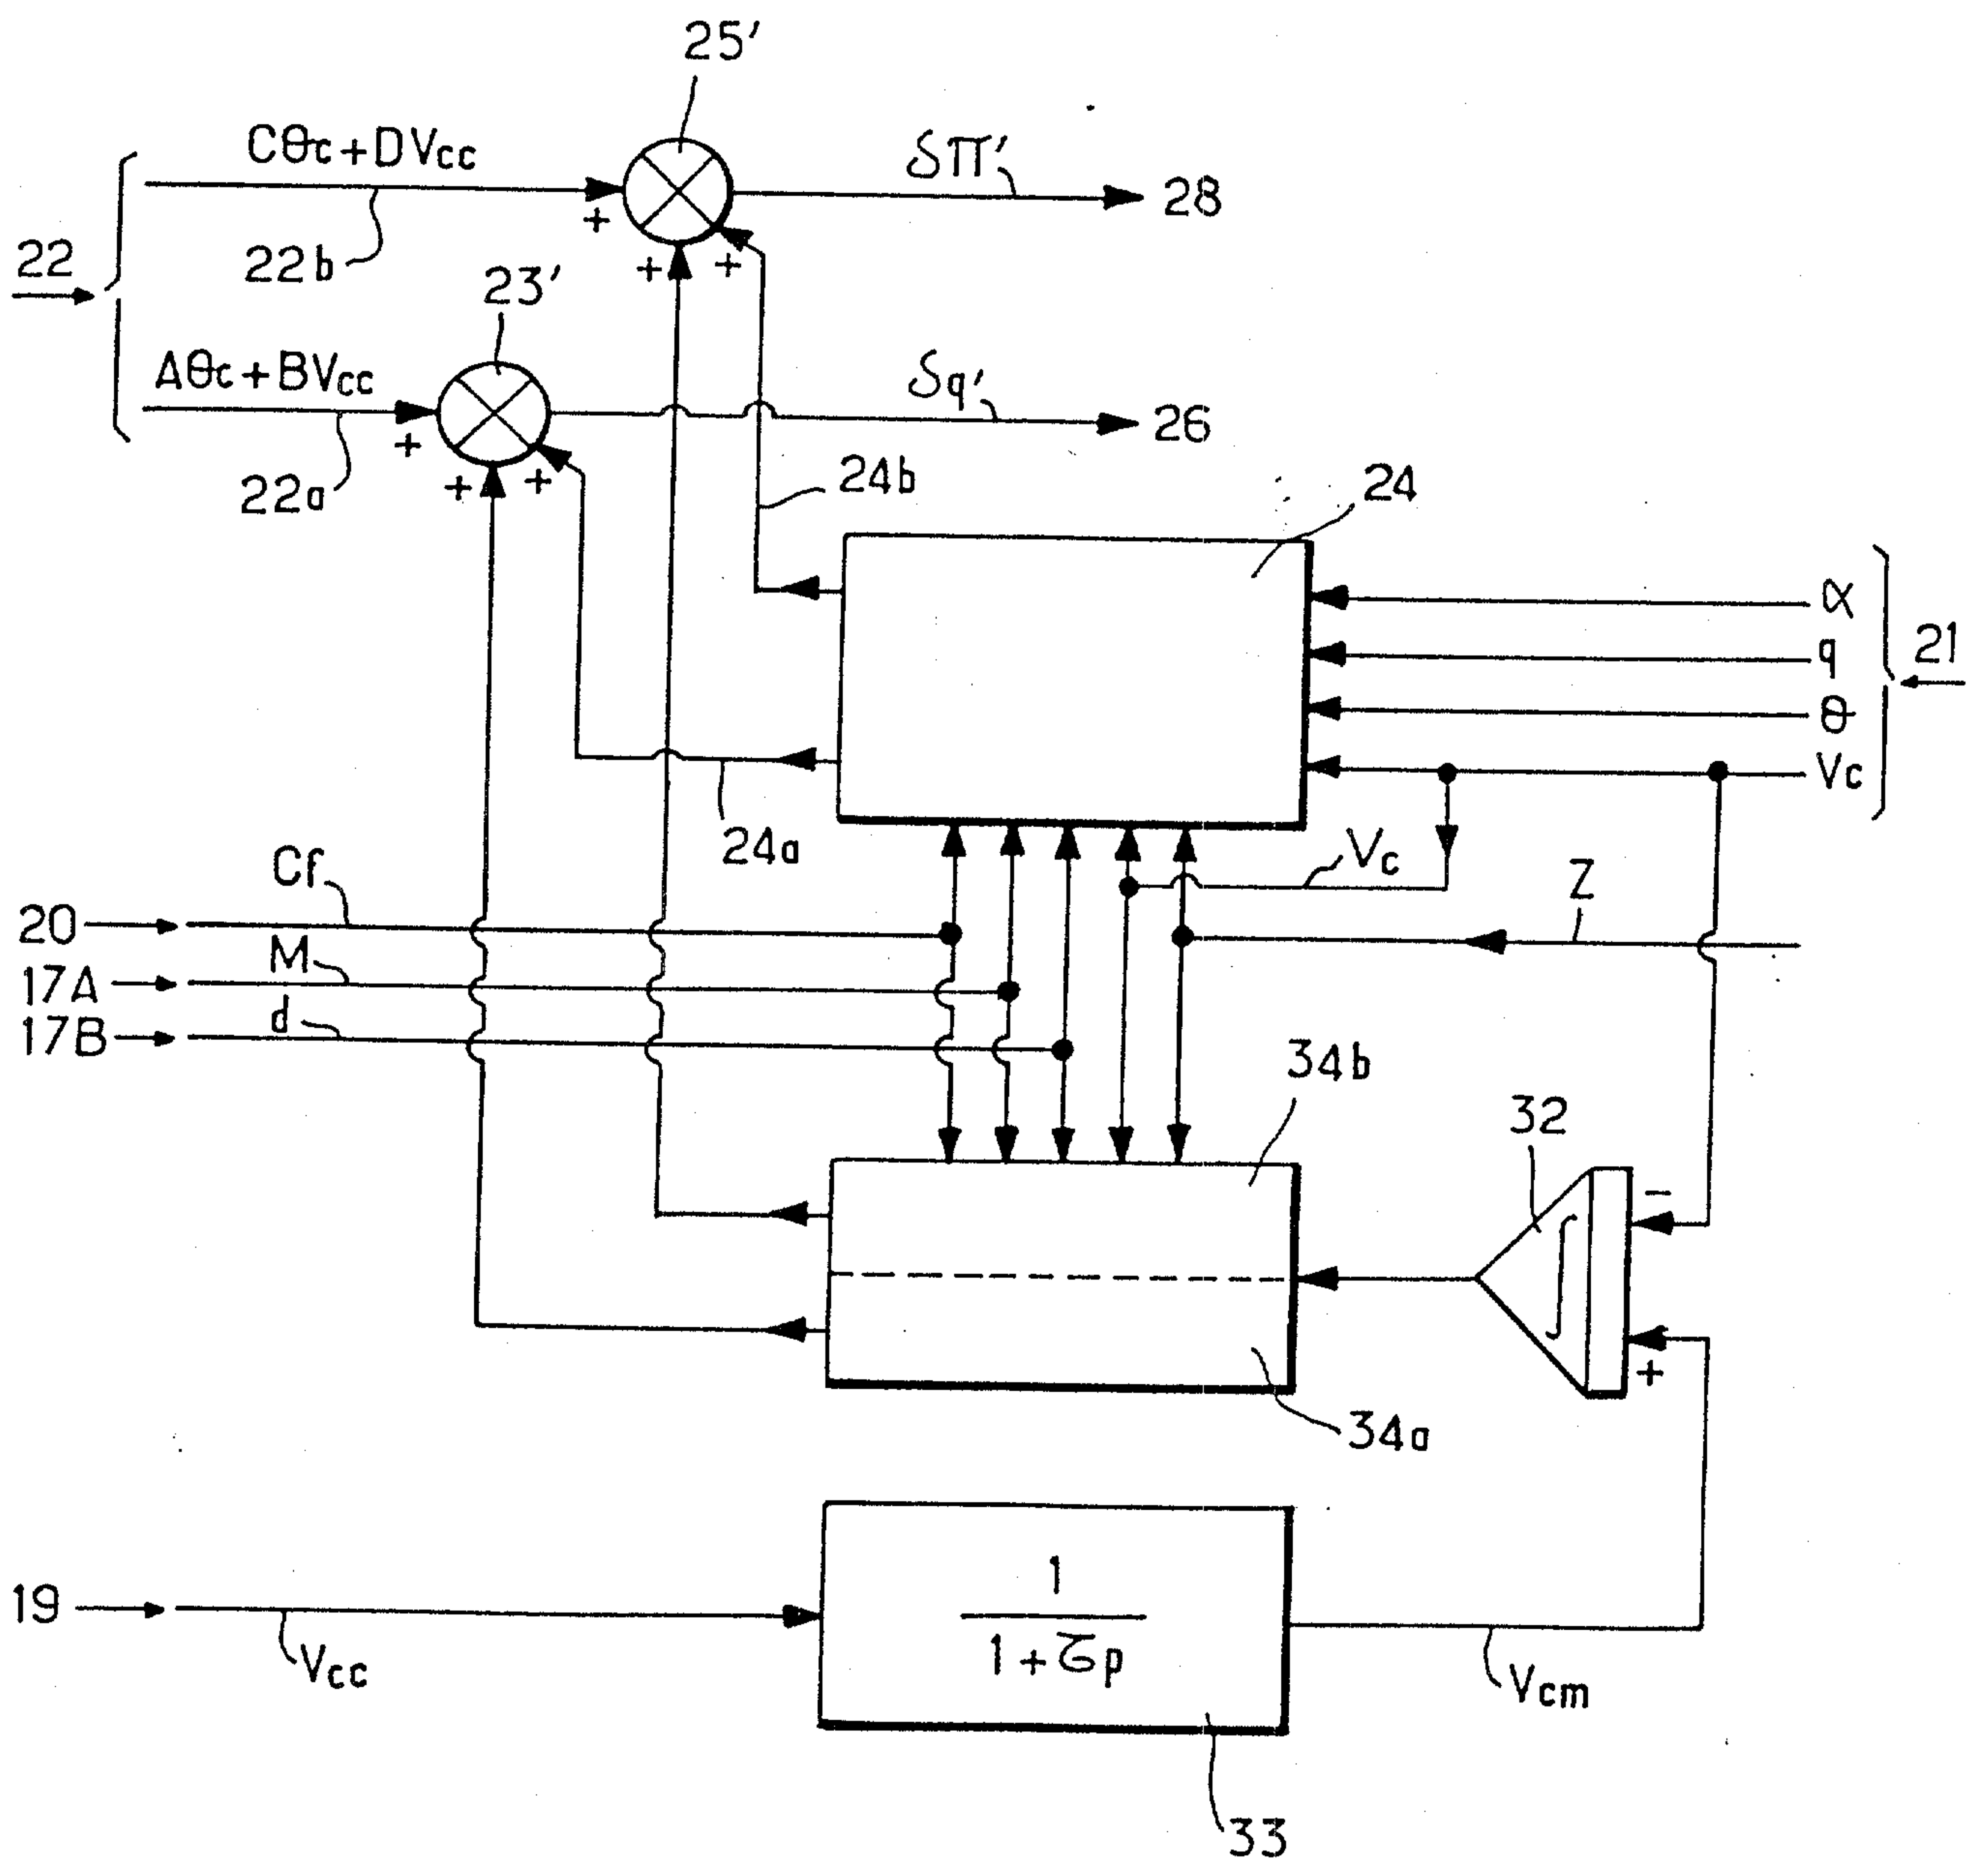 25'
Cθc+DVcc
δπ'
28
+
22
22b
+
+
23'
Aθc+BVcc
δq'
26
+
22a
+
+
24b
24
α
q
21
θ
Vc
24a
Cf
Vc
Z
20
M
17A
d
17B
34b
32
−
∫
+
34a
1
19
1+τp
Vcc
Vcm
33